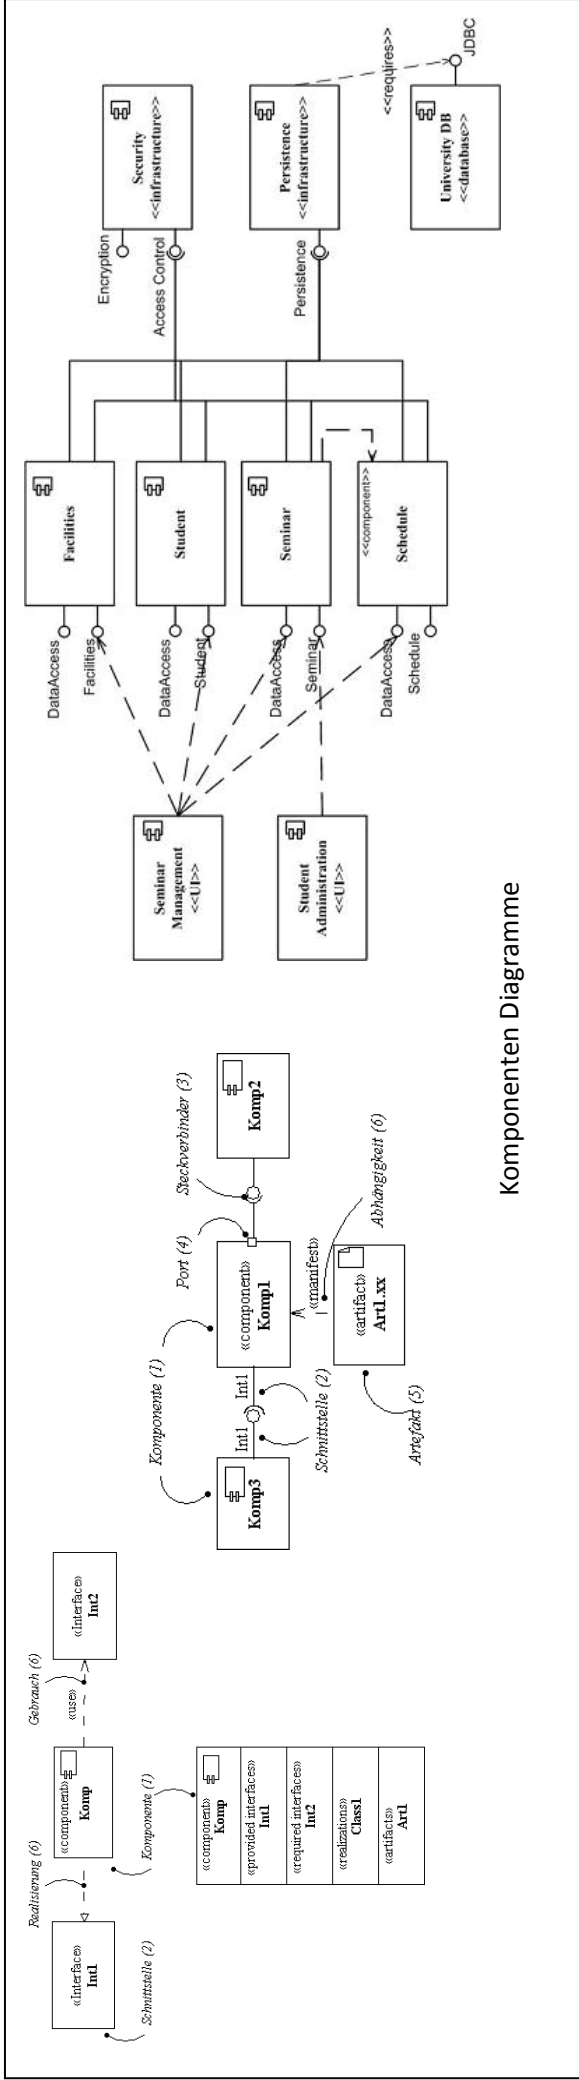 Realisierung (6)
Gebrauch (6)
«Interface»
Int1
«component»
Komp
«use»
«Interface»
Int2
Schnittstelle (2)
Komponente (1)
«component»
Komp
«provided interfaces»
Int1
«required interfaces»
Int2
«realizations»
Class1
«artifacts»
Art1
Komponente (1)
Port (4)
Steckverbinder (3)
Komp3
Int1
Int1
«component»
Komp1
Komp2
Schnittstelle (2)
«manifest»
Abhängigkeit (6)
Artefakt (5)
«artifact»
Art1.xx
Komponenten Diagramme
Seminar
Management
<<UI>>
Student
Administration
<<UI>>
DataAccess
Facilities
Facilities
DataAccess
Student
Student
DataAccess
Seminar
Seminar
DataAccess
Schedule
<<component>>
Schedule
Encryption
Access Control
Security
<<infrastructure>>
Persistence
Persistence
<<infrastructure>>
<<requires>>
JDBC
University DB
<<database>>